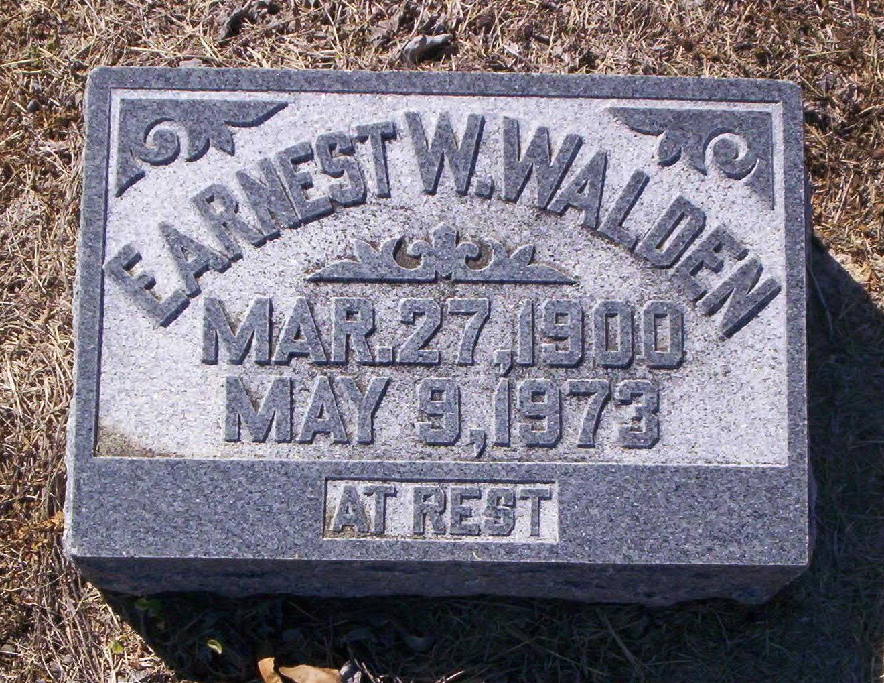 EARNEST W. WALDEN
MAR. 27, 1900
MAY 9, 1973
AT REST